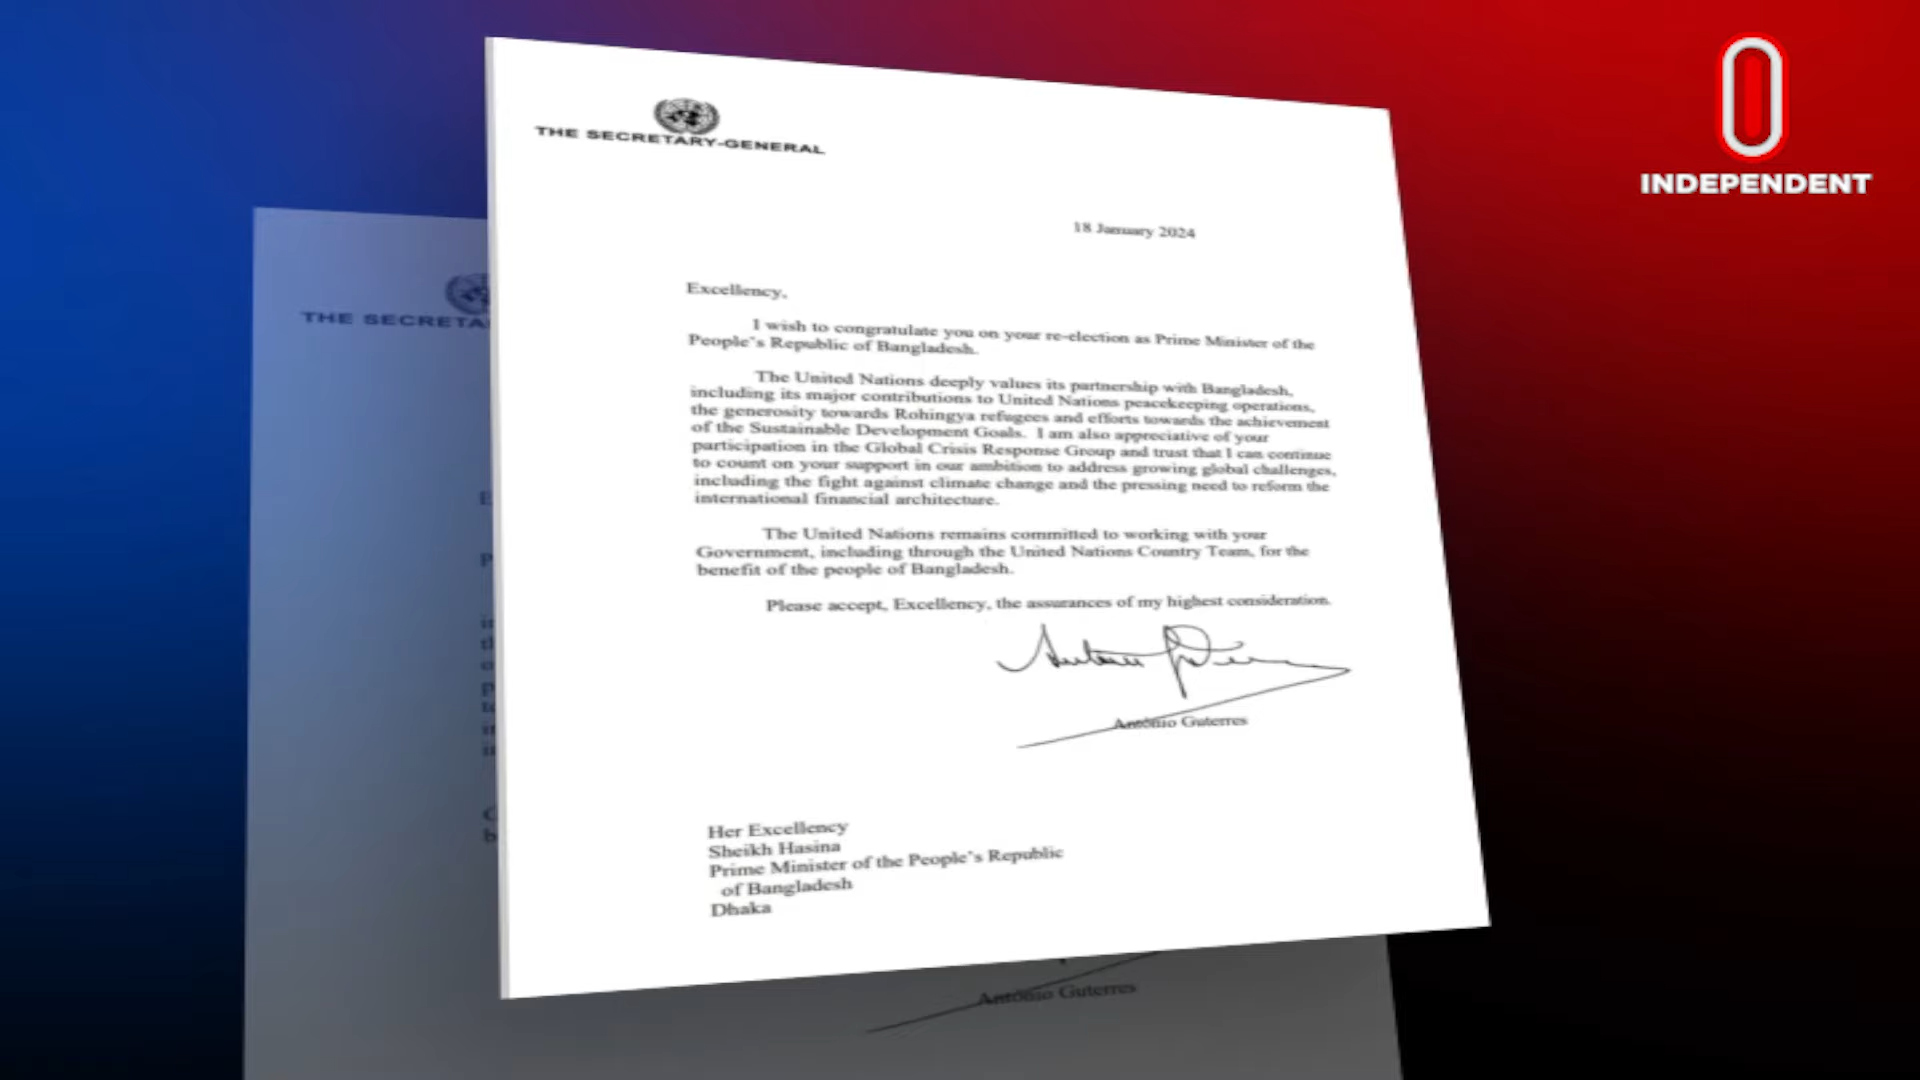 INDEPENDENT
THE SECRETARY-GENERAL
18 January 2024
Excellency,
I wish to congratulate you on your re-election as Prime Minister of the
People's Republic of Bangladesh.
The United Nations deeply values its partnership with Bangladesh,
including its major contributions to United Nations peacekeeping operations,
the generosity towards Rohingya refugees and efforts towards the achievement
of the Sustainable Development Goals. I am also appreciative of your
participation in the Global Crisis Response Group and trust that I can continue
to count on your support in our ambition to address growing global challenges,
including the fight against climate change and the pressing need to reform the
international financial architecture.
The United Nations remains committed to working with your
Government, including through the United Nations Country Team, for the
benefit of the people of Bangladesh.
Please accept, Excellency, the assurances of my highest consideration.
António Guterres
Her Excellency
Sheikh Hasina
Prime Minister of the People's Republic
of Bangladesh
Dhaka
THE SECRETA
António Guterres